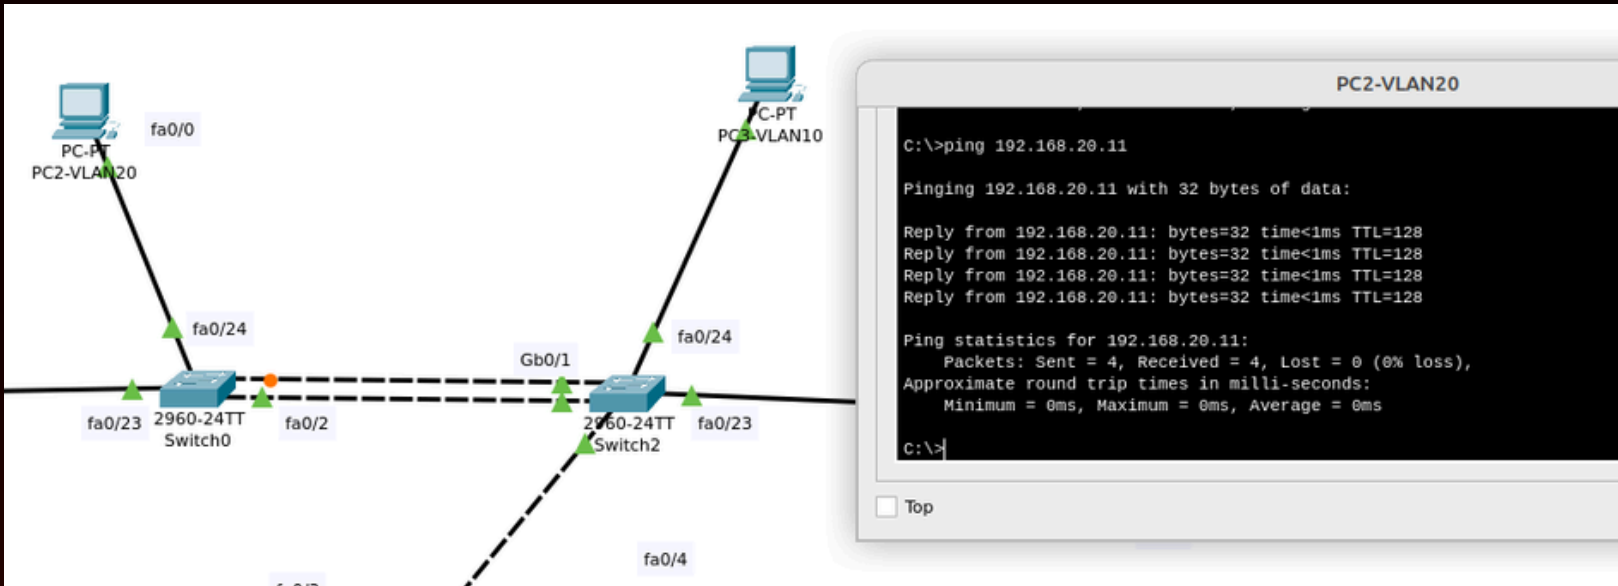 fa0/0
PC-PT
PC2-VLAN20
PC-PT
PC3-VLAN10
fa0/24
fa0/24
Gb0/1
fa0/23
2960-24TT
Switch0
fa0/2
2960-24TT
Switch2
fa0/23
fa0/4
PC2-VLAN20
C:\>ping 192.168.20.11
Pinging 192.168.20.11 with 32 bytes of data:
Reply from 192.168.20.11: bytes=32 time<1ms TTL=128
Reply from 192.168.20.11: bytes=32 time<1ms TTL=128
Reply from 192.168.20.11: bytes=32 time<1ms TTL=128
Reply from 192.168.20.11: bytes=32 time<1ms TTL=128
Ping statistics for 192.168.20.11:
Packets: Sent = 4, Received = 4, Lost = 0 (0% loss),
Approximate round trip times in milli-seconds:
Minimum = 0ms, Maximum = 0ms, Average = 0ms
C:\>
Top